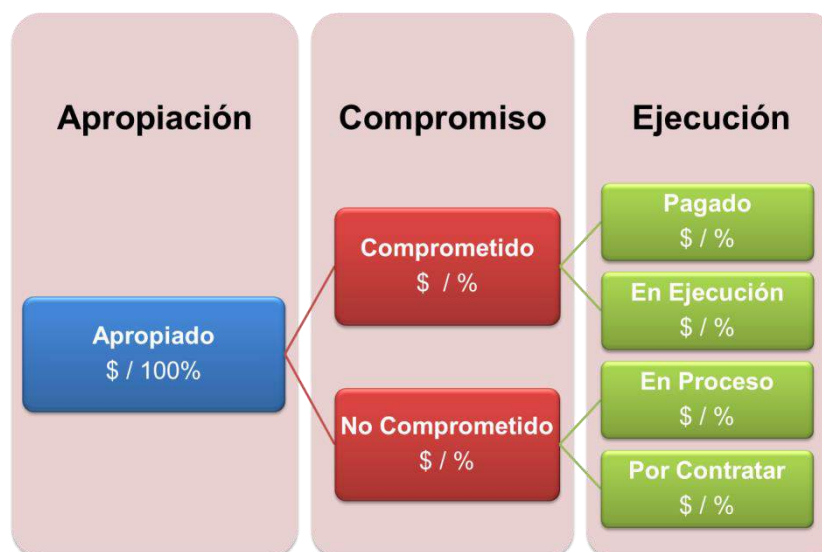 Apropiación
Compromiso
Ejecución
Apropiado
$ / 100%
Comprometido
$ / %
No Comprometido
$ / %
Pagado
$ / %
En Ejecución
$ / %
En Proceso
$ / %
Por Contratar
$ / %